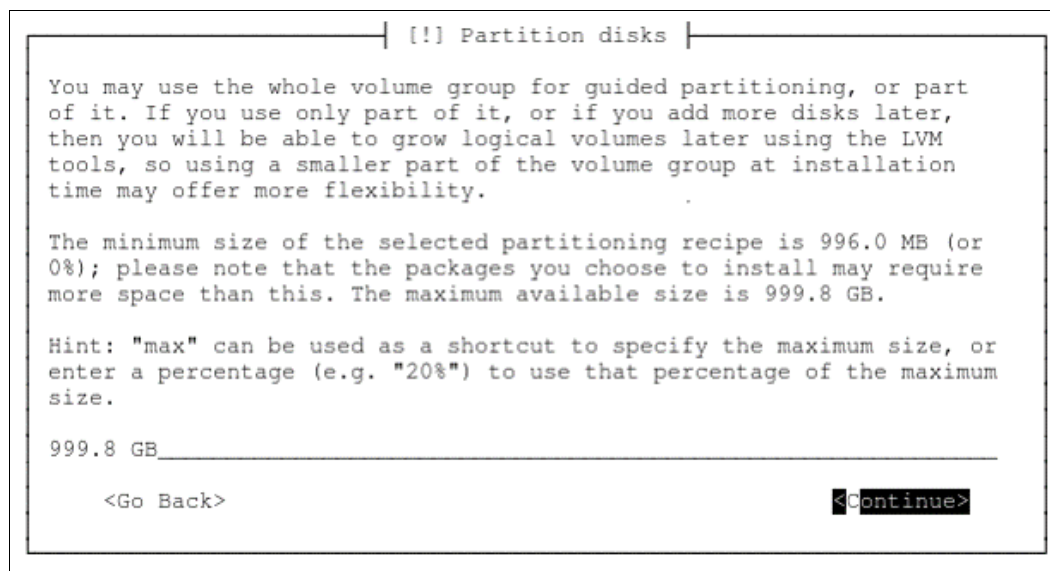 [!] Partition disks
You may use the whole volume group for guided partitioning, or part
of it. If you use only part of it, or if you add more disks later,
then you will be able to grow logical volumes later using the LVM
tools, so using a smaller part of the volume group at installation
time may offer more flexibility.
The minimum size of the selected partitioning recipe is 996.0 MB (or
0%); please note that the packages you choose to install may require
more space than this. The maximum available size is 999.8 GB.
Hint: "max" can be used as a shortcut to specify the maximum size, or
enter a percentage (e.g. "20%") to use that percentage of the maximum
size.
999.8 GB
<Go Back> <Continue>